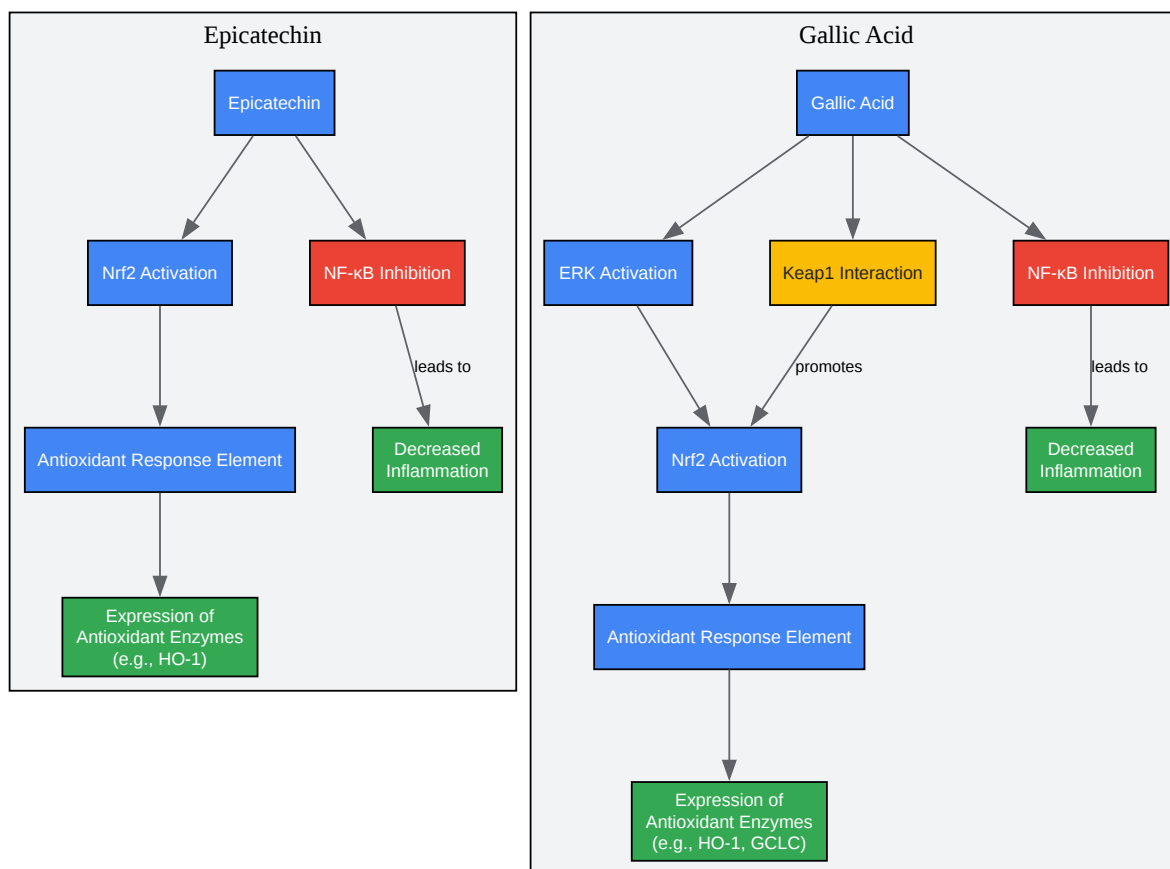 Epicatechin
Epicatechin
Nrf2 Activation
NF-κB Inhibition
leads to
Antioxidant Response Element
Decreased
Inflammation
Expression of
Antioxidant Enzymes
(e.g., HO-1)
Gallic Acid
Gallic Acid
ERK Activation
Keap1 Interaction
NF-κB Inhibition
promotes
leads to
Nrf2 Activation
Decreased
Inflammation
Antioxidant Response Element
Expression of
Antioxidant Enzymes
(e.g., HO-1, GCLC)